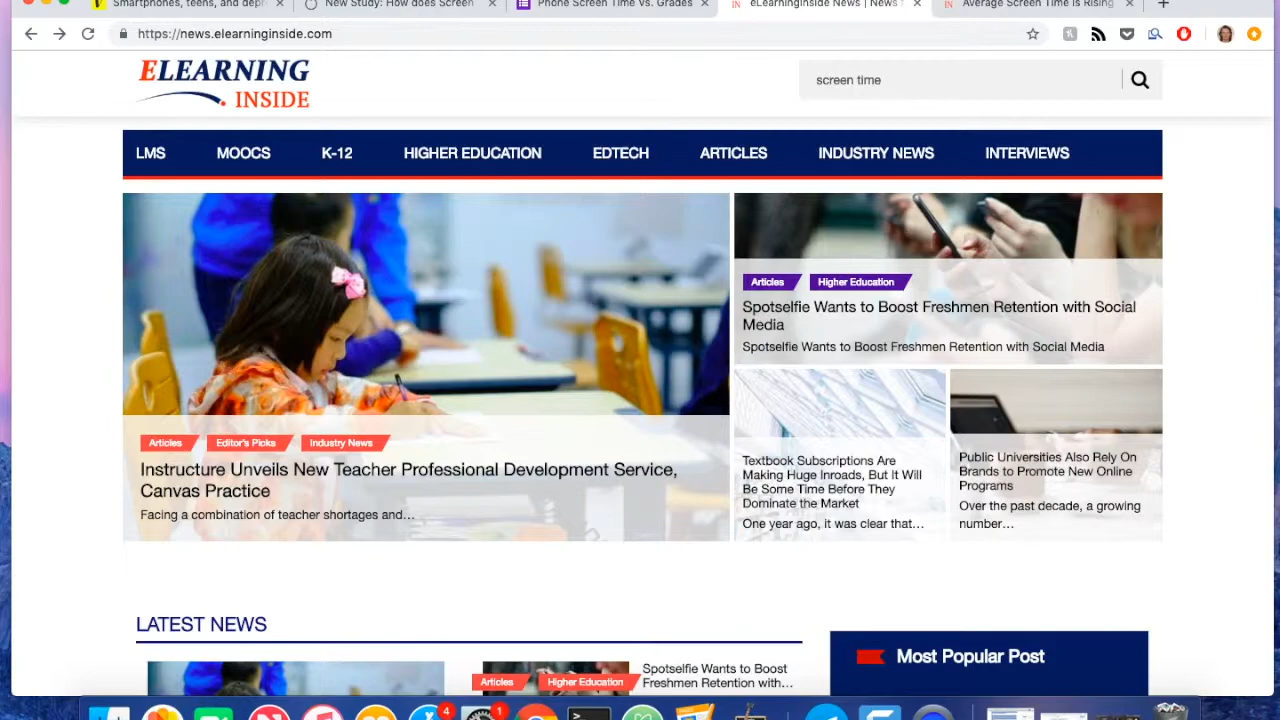 Smartphones, teens, and depr
New Study: How does Screen
Phone Screen Time Vs. Grades
eLearningInside News | News f
Average Screen Time is Rising
https://news.elearninginside.com
ELEARNING
INSIDE
screen time
LMS
MOOCS
K-12
HIGHER EDUCATION
EDTECH
ARTICLES
INDUSTRY NEWS
INTERVIEWS
Articles
Editor's Picks
Industry News
Instructure Unveils New Teacher Professional Development Service,
Canvas Practice
Facing a combination of teacher shortages and…
Articles
Higher Education
Spotselfie Wants to Boost Freshmen Retention with Social
Media
Spotselfie Wants to Boost Freshmen Retention with Social Media
Textbook Subscriptions Are
Making Huge Inroads, But It Will
Be Some Time Before They
Dominate the Market
One year ago, it was clear that…
Public Universities Also Rely On
Brands to Promote New Online
Programs
Over the past decade, a growing
number…
LATEST NEWS
Articles
Higher Education
Spotselfie Wants to Boost
Freshmen Retention with…
Most Popular Post
4
1